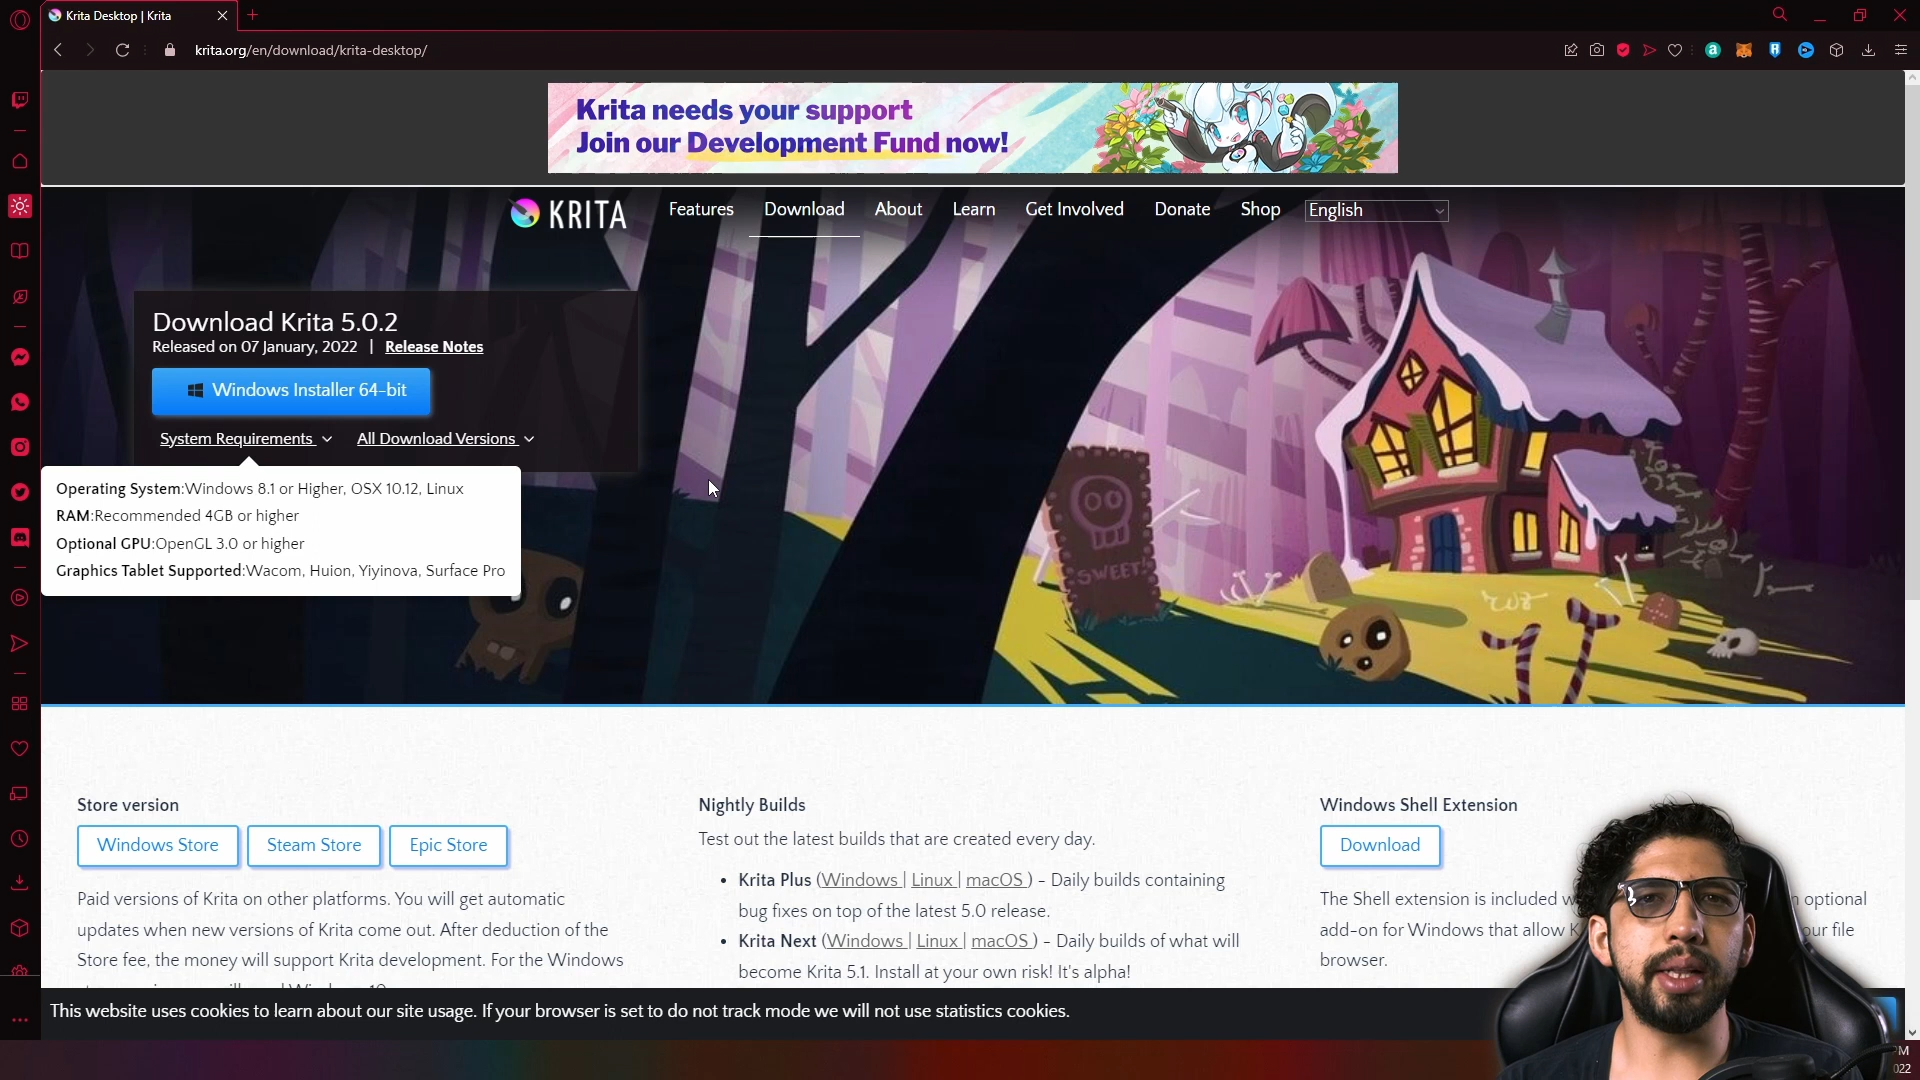 Krita Desktop | Krita
krita.org/en/download/krita-desktop/
Krita needs your support
Join our Development Fund now!
KRITA
Features
Download
About
Learn
Get Involved
Donate
Shop
English
Download Krita 5.0.2
Released on 07 January, 2022 | Release Notes
Windows Installer 64-bit
System Requirements
All Download Versions
Operating System:Windows 8.1 or Higher, OSX 10.12, Linux
RAM:Recommended 4GB or higher
Optional GPU:OpenGL 3.0 or higher
Graphics Tablet Supported:Wacom, Huion, Yiyinova, Surface Pro
SWEET!
Store version
Windows Store
Steam Store
Epic Store
Paid versions of Krita on other platforms. You will get automatic
updates when new versions of Krita come out. After deduction of the
Store fee, the money will support Krita development. For the Windows
Nightly Builds
Test out the latest builds that are created every day.
• Krita Plus (Windows | Linux | macOS ) - Daily builds containing
bug fixes on top of the latest 5.0 release.
• Krita Next (Windows | Linux | macOS ) - Daily builds of what will
become Krita 5.1. Install at your own risk! It's alpha!
Windows Shell Extension
Download
The Shell extension is included optional
add-on for Windows that allow file
browser.
This website uses cookies to learn about our site usage. If your browser is set to do not track mode we will not use statistics cookies.